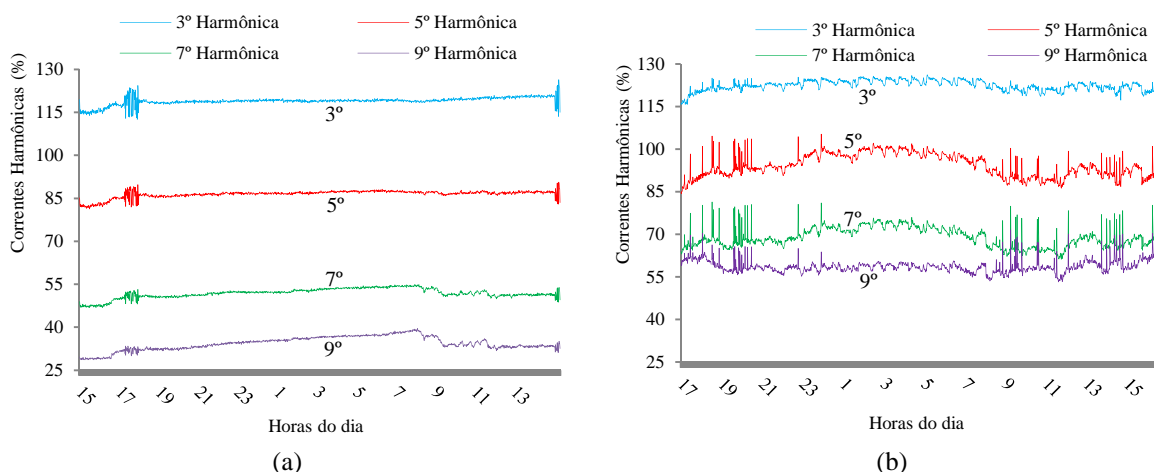 3º Harmônica 5º Harmônica
7º Harmônica 9º Harmônica
Correntes Harmônicas (%)
130
115
100
85
70
55
40
25
3º
5º
7º
9º
15 17 19 21 23 1 3 5 7 9 11 13
Horas do dia
(a)
3º Harmônica 5º Harmônica
7º Harmônica 9º Harmônica
Correntes Harmônicas (%)
130
115
100
85
70
55
40
25
3º
5º
7º
9º
17 19 21 23 1 3 5 7 9 11 13 15
Horas do dia
(b)